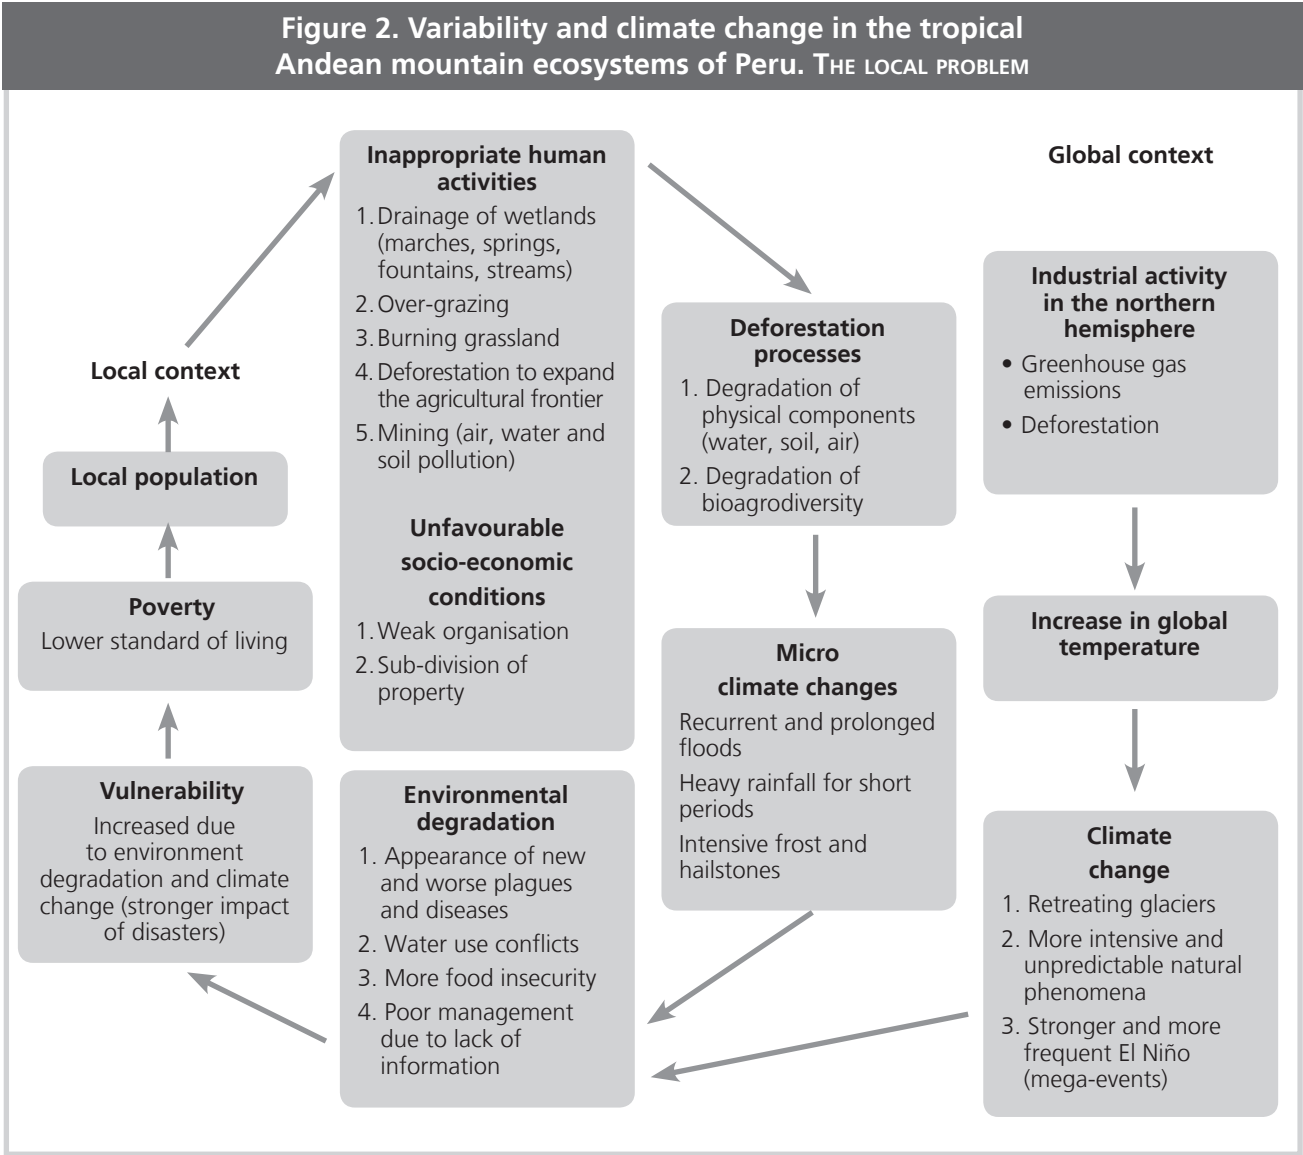 Figure 2. Variability and climate change in the tropical
Andean mountain ecosystems of Peru. THE LOCAL PROBLEM
Inappropriate human
activities
1. Drainage of wetlands
(marches, springs,
fountains, streams)
2. Over-grazing
3. Burning grassland
4. Deforestation to expand
the agricultural frontier
5. Mining (air, water and
soil pollution)
Unfavourable
socio-economic
conditions
1. Weak organisation
2. Sub-division of
property
Global context
Industrial activity
in the northern
hemisphere
• Greenhouse gas
emissions
• Deforestation
Deforestation
processes
1. Degradation of
physical components
(water, soil, air)
2. Degradation of
bioagrodiversity
Local context
Local population
Poverty
Lower standard of living
Increase in global
temperature
Micro
climate changes
Recurrent and prolonged
floods
Heavy rainfall for short
periods
Intensive frost and
hailstones
Vulnerability
Increased due
to environment
degradation and climate
change (stronger impact
of disasters)
Environmental
degradation
1. Appearance of new
and worse plagues
and diseases
2. Water use conflicts
3. More food insecurity
4. Poor management
due to lack of
information
Climate
change
1. Retreating glaciers
2. More intensive and
unpredictable natural
phenomena
3. Stronger and more
frequent El Niño
(mega-events)